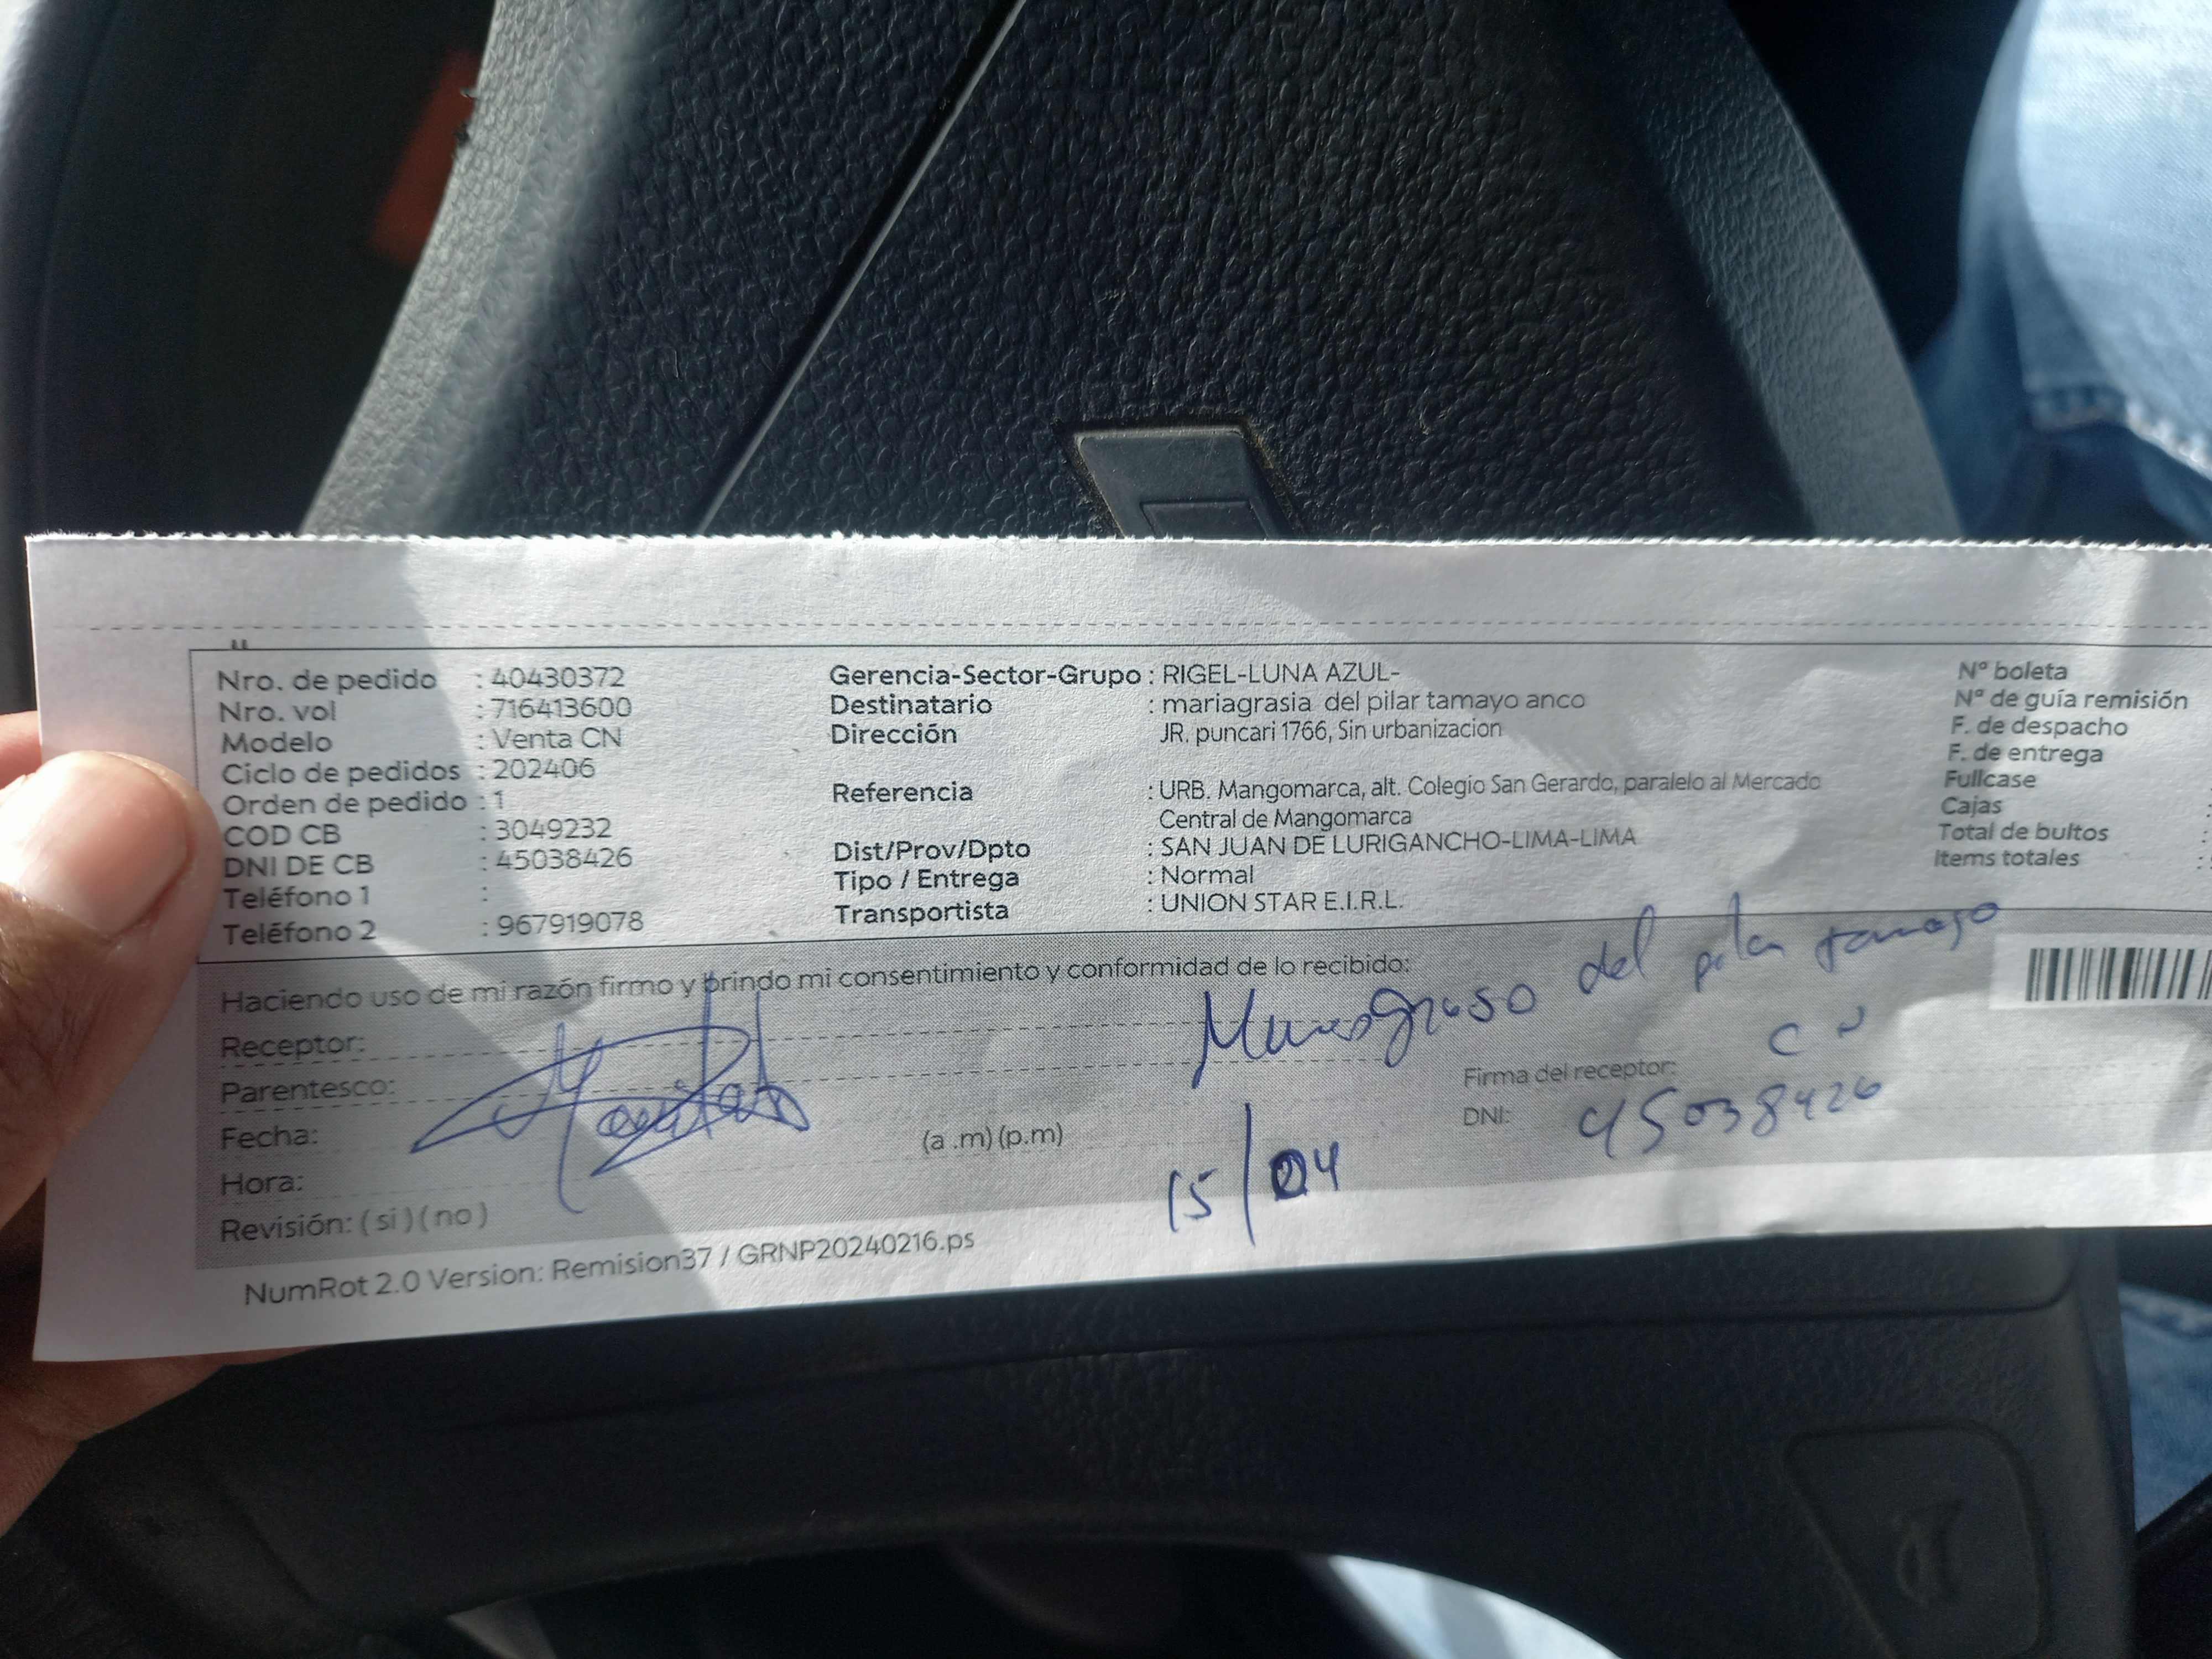 Nro. de pedido : 40430372
Nro. vol : 716413600
Modelo : Venta CN
Ciclo de pedidos : 202406
Orden de pedido : 1
COD CB : 3049232
DNI DE CB : 45038426
Teléfono 1 :
Teléfono 2 : 967919078
Gerencia-Sector-Grupo : RIGEL-LUNA AZUL-
Destinatario : mariagrasia del pilar tamayo anco
Dirección JR. puncari 1766, Sin urbanizacion
Referencia : URB. Mangomarca, alt. Colegio San Gerardo, paralelo al Mercado
Central de Mangomarca
Dist/Prov/Dpto : SAN JUAN DE LURIGANCHO-LIMA-LIMA
Tipo / Entrega : Normal
Transportista : UNION STAR E.I.R.L.
N° boleta
N° de guía remisión
F. de despacho
F. de entrega
Fullcase
Cajas :
Total de bultos :
Items totales :
Haciendo uso de mi razón firmo y brindo mi consentimiento y conformidad de lo recibido:
Receptor:
del pilar tamayo
Parentesco:
Firma del receptor:
Fecha:
(a .m) (p.m)
DNI: 45038426
Hora:
15/04
Revisión: ( si ) ( no )
NumRot 2.0 Version: Remision37 / GRNP20240216.ps